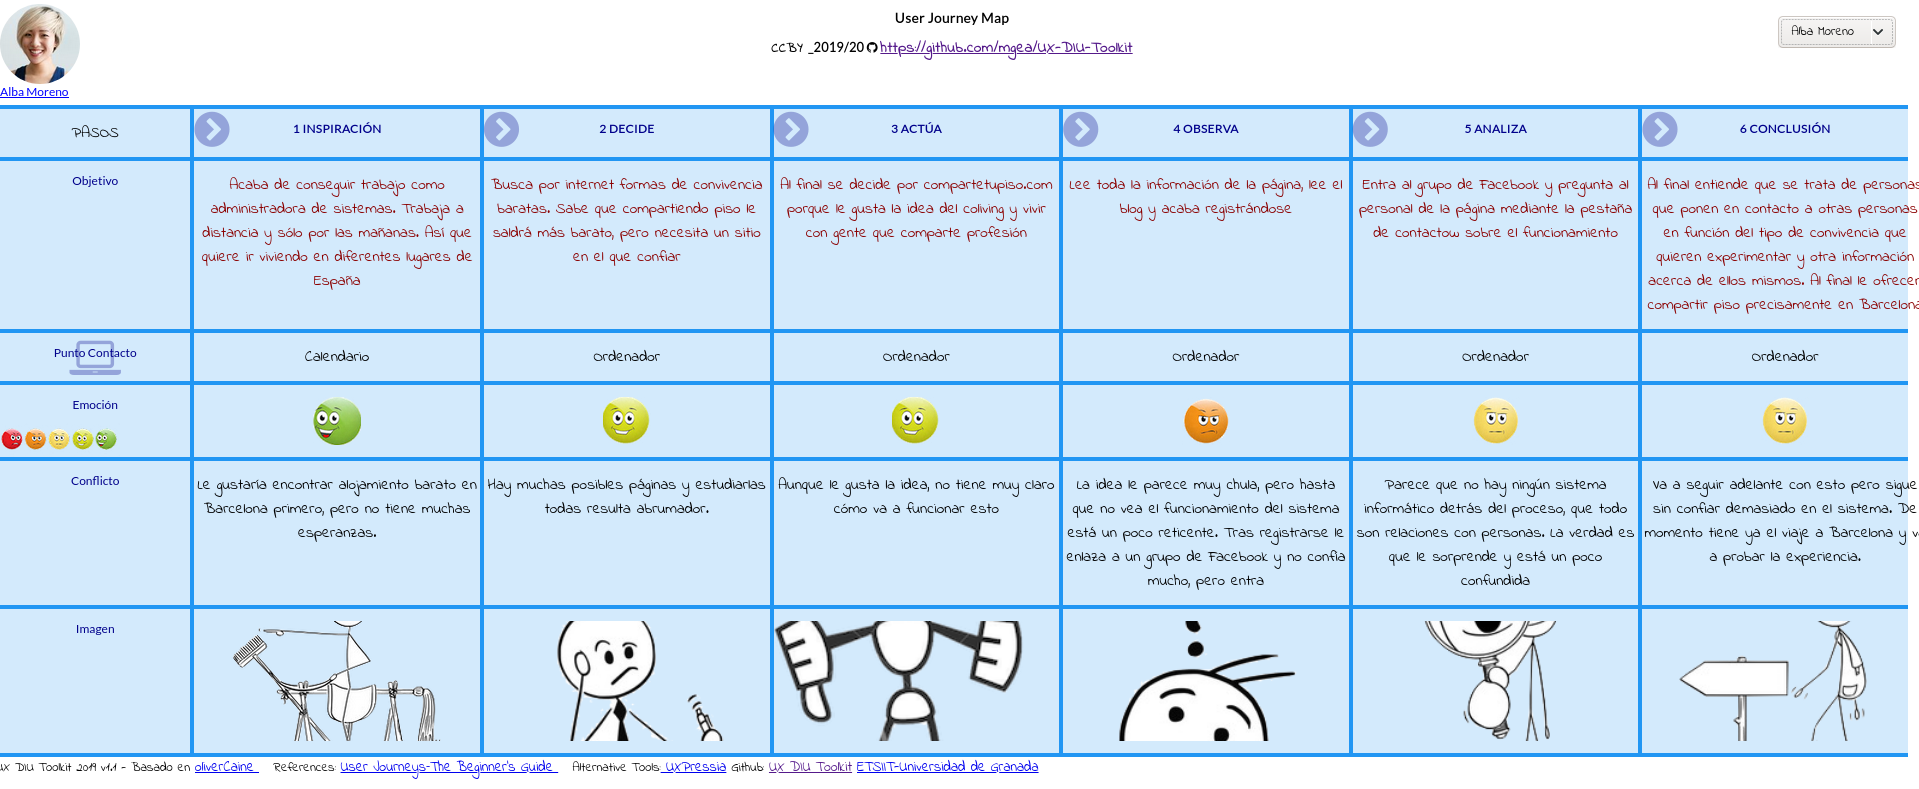 User Journey Map
CCBY _2019/20 https://github.com/mgea/UX-DIU-Toolkit
Alba Moreno
Alba Moreno
PASOS
1 INSPIRACIÓN
2 DECIDE
3 ACTÚA
4 OBSERVA
5 ANALIZA
6 CONCLUSIÓN
Objetivo
Acaba de conseguir trabajo como
administradora de sistemas. Trabaja a
distancia y sólo por las mañanas. Así que
quiere ir viviendo en diferentes lugares de
España
Busca por internet formas de convivencia
baratas. Sabe que compartiendo piso le
saldrá más barato, pero necesita un sitio
en el que confiar
Al final se decide por compartetupiso.com
porque le gusta la idea del coliving y vivir
con gente que comparte profesión
Lee toda la información de la página, lee el
blog y acaba registrándose
Entra al grupo de Facebook y pregunta al
personal de la página mediante la pestaña
de contactow sobre el funcionamiento
Al final entiende que se trata de personas
que ponen en contacto a otras personas
en función del tipo de convivencia que
quieren experimentar y otra información
acerca de ellos mismos. Al final le ofrecen
compartir piso precisamente en Barcelona
Punto Contacto
Calendario
Ordenador
Ordenador
Ordenador
Ordenador
Ordenador
Emoción
Conflicto
Le gustaría encontrar alojamiento barato en
Barcelona primero, pero no tiene muchas
esperanzas.
Hay muchas posibles páginas y estudiarlas
todas resulta abrumador.
Aunque le gusta la idea, no tiene muy claro
cómo va a funcionar esto
La idea le parece muy chula, pero hasta
que no vea el funcionamiento del sistema
está un poco reticente. Tras registrarse le
enlaza a un grupo de Facebook y no confia
mucho, pero entra
Parece que no hay ningún sistema
informático detrás del proceso, que todo
son relaciones con personas. La verdad es
que le sorprende y está un poco
confundida
Va a seguir adelante con esto pero sigue
sin confiar demasiado en el sistema. De
momento tiene ya el viaje a Barcelona y v
a probar la experiencia.
Imagen
UX DIU Toolkit 2019 v1.1 - Basado en oliverCaine References: User Journeys-The Beginner's Guide Alternative Tools: UXPressia Github: UX DIU Toolkit ETSIIT-Universidad de Granada